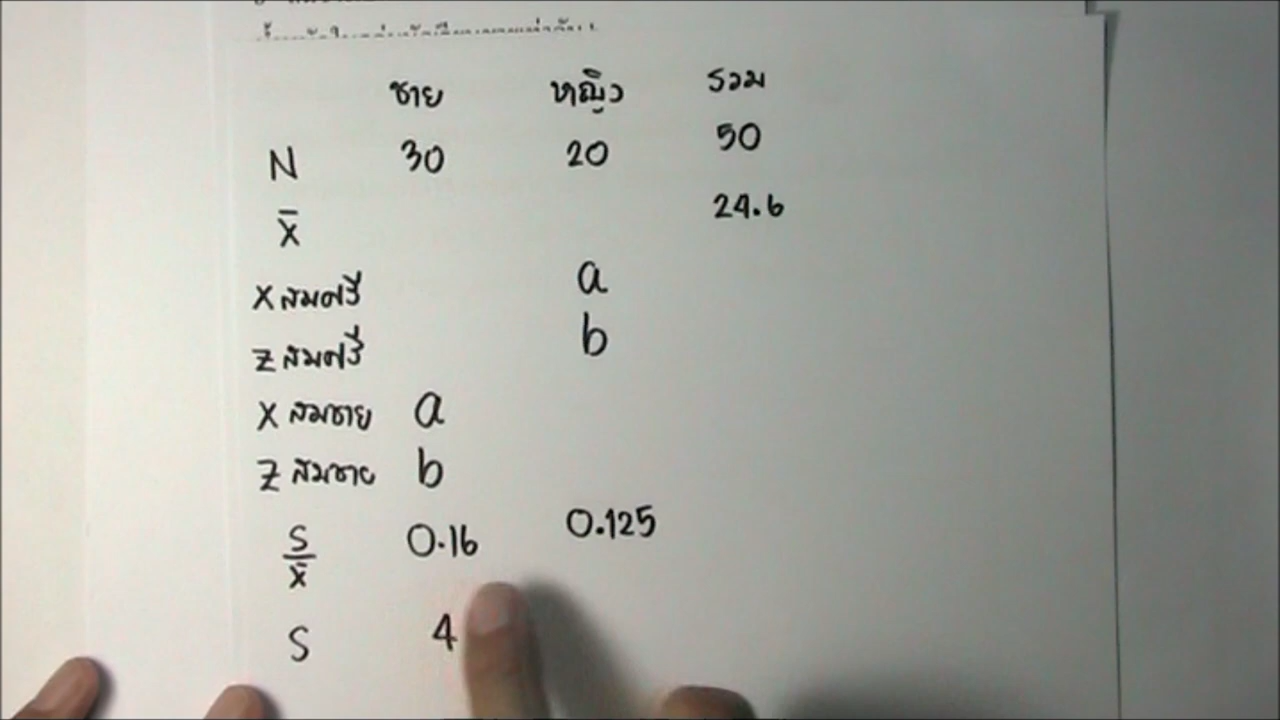 ชาย หญิง รวม
N 30 20 50
x̄ 24.6
x สมศรี a
z สมศรี b
x สมชาย a
z สมชาย b
s/x̄ 0.16 0.125
S 4